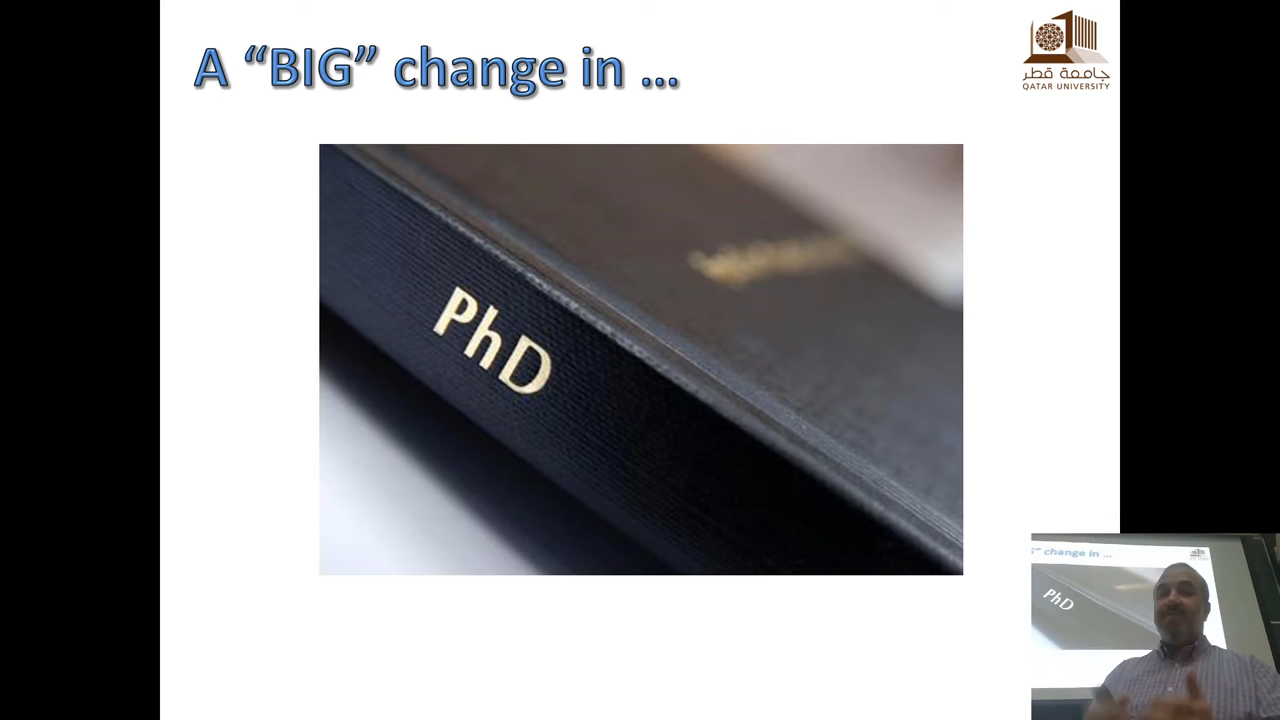 A “BIG” change in ...
جامعة قطر
QATAR UNIVERSITY
PhD
change in ...
PhD